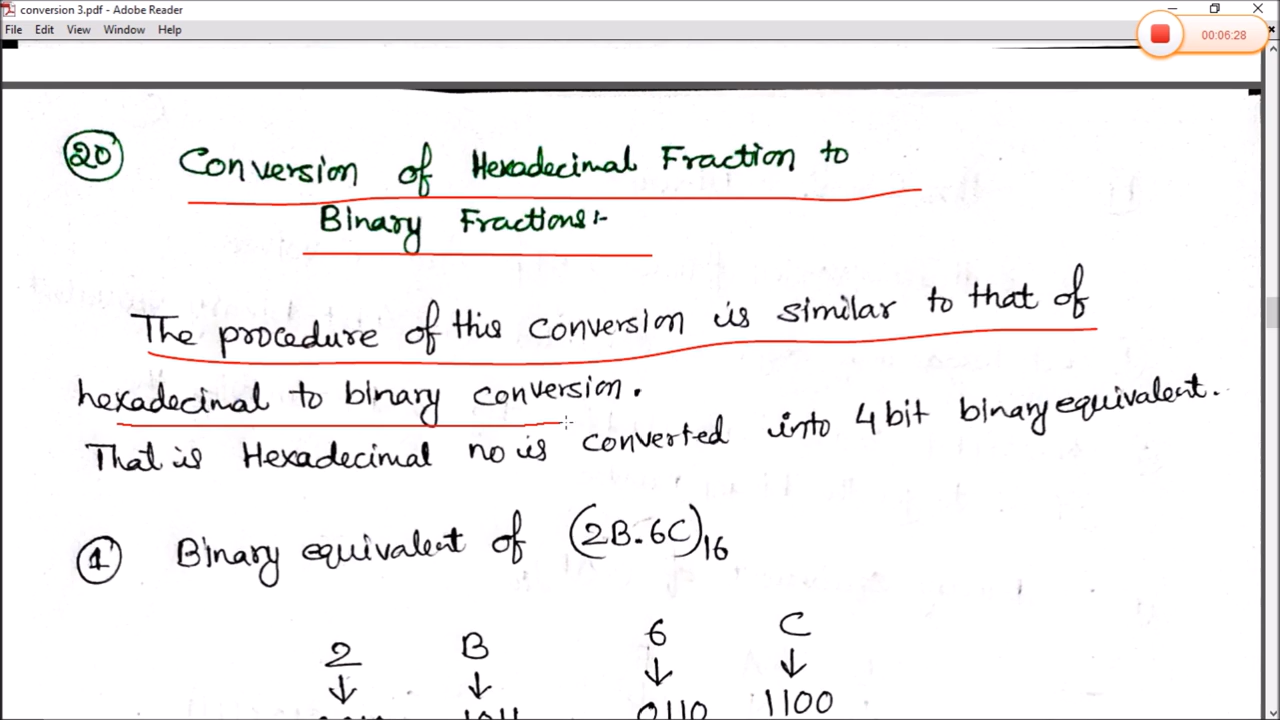 conversion 3.pdf - Adobe Reader
File Edit View Window Help
00:06:28
20 Conversion of Hexadecimal Fraction to
Binary Fractions:-
The procedure of this conversion is similar to that of
hexadecimal to binary conversion.
That is Hexadecimal no is converted into 4 bit binary equivalent.
1 Binary equivalent of (2B.6C)16
2 B 6 C
↓ ↓ ↓ ↓
1011 0110 1100